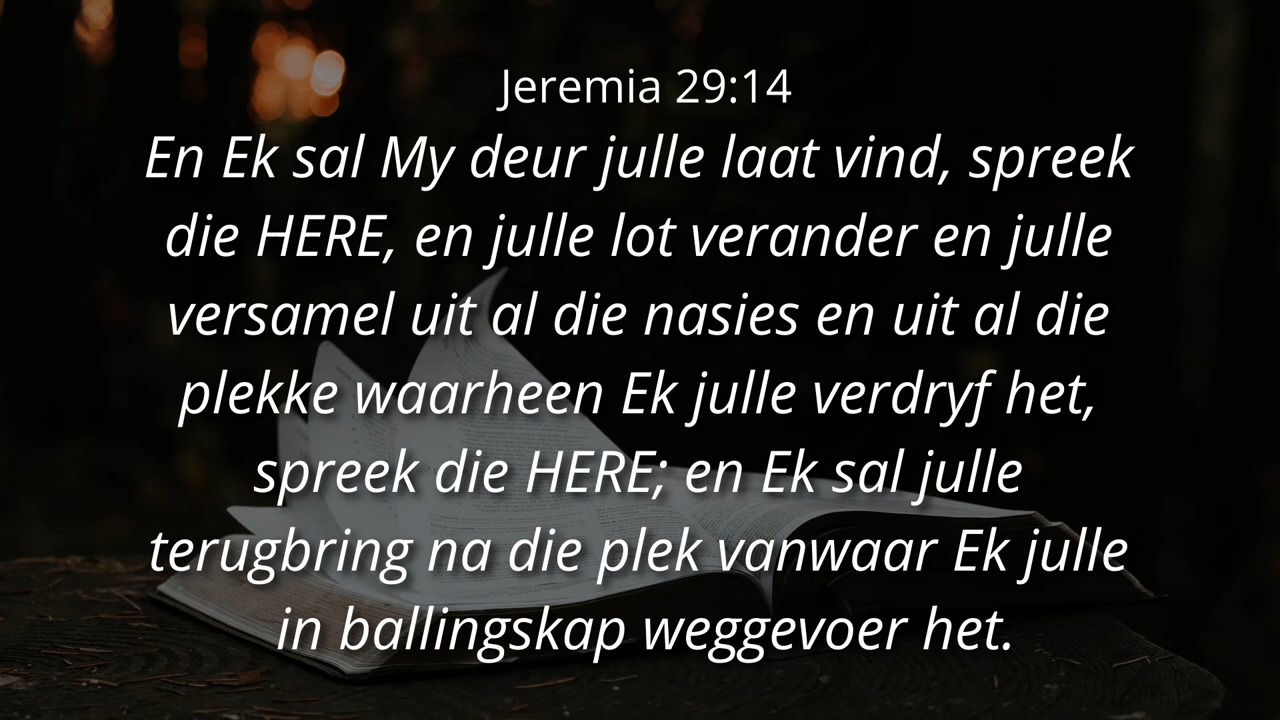 Jeremia 29:14
En Ek sal My deur julle laat vind, spreek
die HERE, en julle lot verander en julle
versamel uit al die nasies en uit al die
plekke waarheen Ek julle verdryf het,
spreek die HERE; en Ek sal julle
terugbring na die plek vanwaar Ek julle
in ballingskap weggevoer het.